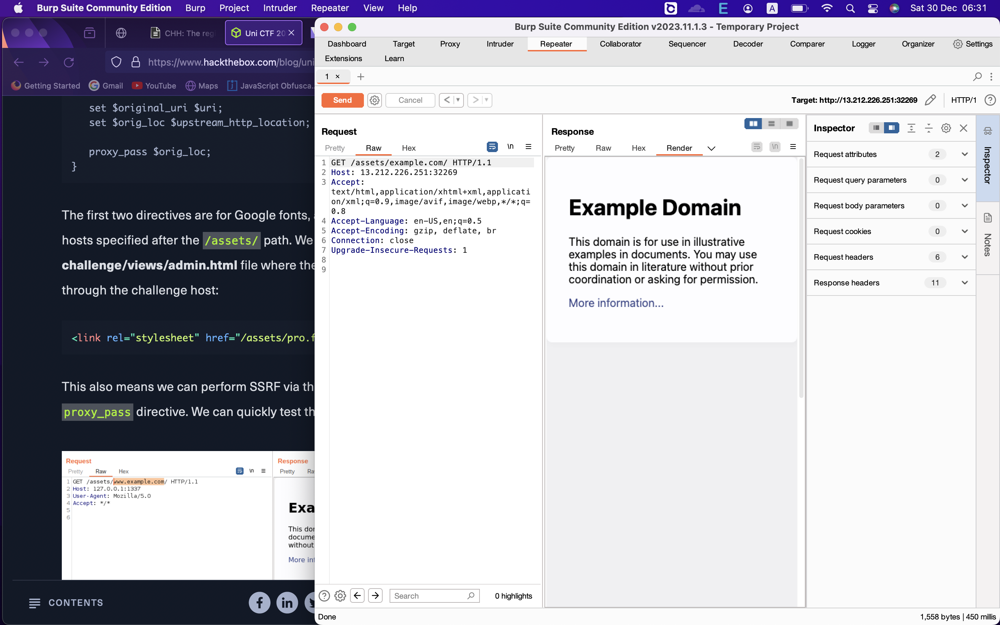 Burp Suite Community Edition Burp Project Intruder Repeater View Help
E A Sat 30 Dec 06:31
CHH: The regi
Uni CTF 20
https://www.hackthebox.com/blog/uni
Getting Started Gmail YouTube Maps JavaScript Obfusca...
set $original_uri $uri;
set $orig_loc $upstream_http_location;
proxy_pass $orig_loc;
}
The first two directives are for Google fonts,
hosts specified after the /assets/ path. We
challenge/views/admin.html file where the
through the challenge host:
<link rel="stylesheet" href="/assets/pro.f
This also means we can perform SSRF via th
proxy_pass directive. We can quickly test th
Request
Pretty Raw Hex \n
1 GET /assets/www.example.com/ HTTP/1.1
2 Host: 127.0.0.1:1337
3 User-Agent: Mozilla/5.0
4 Accept: */*
5
6
Response
Pretty Ra
Exa
This dor
docume
without
More inf
CONTENTS
Burp Suite Community Edition v2023.11.1.3 - Temporary Project
Dashboard Target Proxy Intruder Repeater Collaborator Sequencer Decoder Comparer Logger Organizer Settings
Extensions Learn
1 × +
Send Cancel < > Target: http://13.212.226.251:32269 HTTP/1 ?
Request
Pretty Raw Hex \n
1 GET /assets/example.com/ HTTP/1.1
2 Host: 13.212.226.251:32269
3 Accept:
text/html,application/xhtml+xml,applicati
on/xml;q=0.9,image/avif,image/webp,*/*;q=
0.8
4 Accept-Language: en-US,en;q=0.5
5 Accept-Encoding: gzip, deflate, br
6 Connection: close
7 Upgrade-Insecure-Requests: 1
8
9
Search 0 highlights
Response
Pretty Raw Hex Render \n
Example Domain
This domain is for use in illustrative
examples in documents. You may use
this domain in literature without prior
coordination or asking for permission.
More information...
Inspector
Request attributes 2
Request query parameters 0
Request body parameters 0
Request cookies 0
Request headers 6
Response headers 11
Inspector
Notes
Done
1,558 bytes | 450 millis